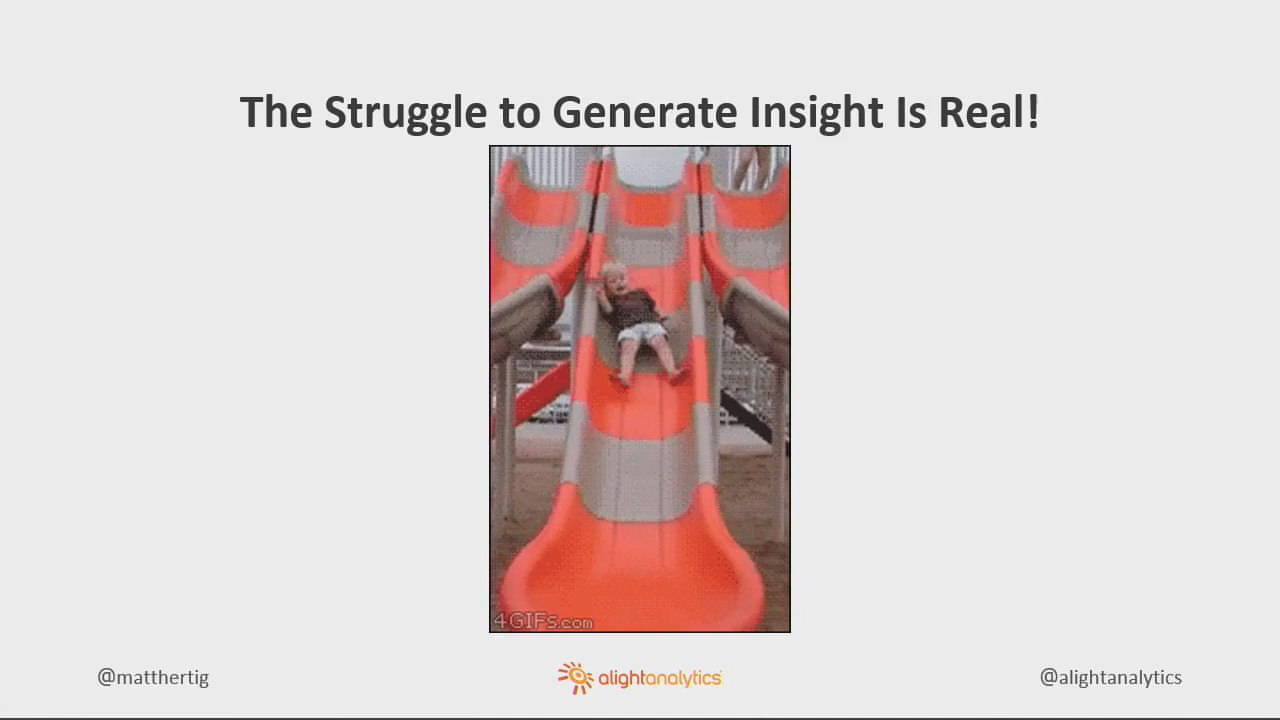 The Struggle to Generate Insight Is Real!
4GIFs.com
@matthertig
alightanalytics
@alightanalytics